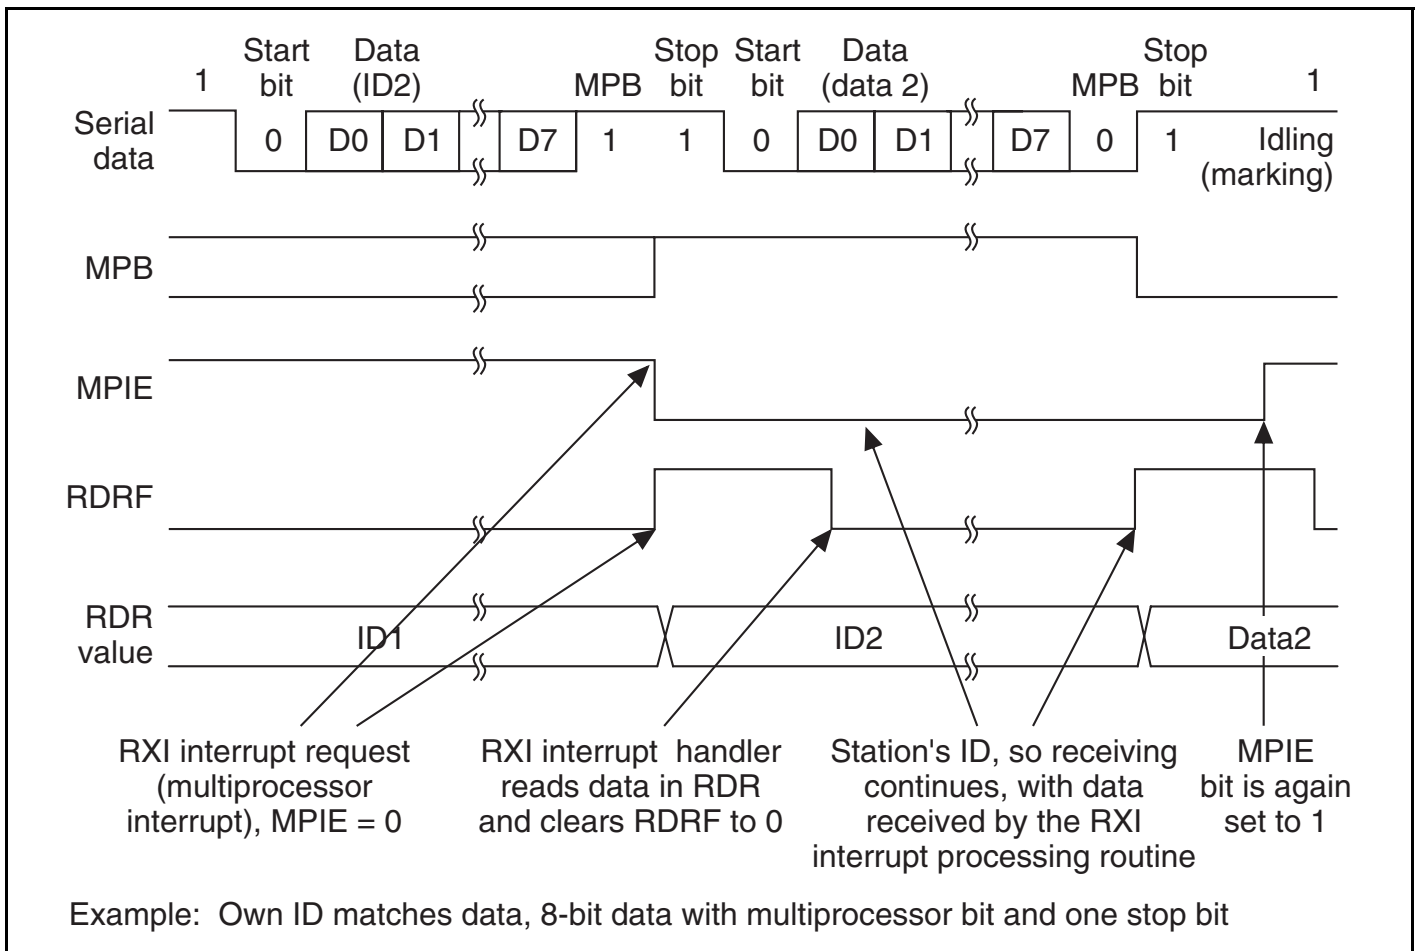 Start Data Stop Start Data Stop
1 bit (ID2) MPB bit bit (data 2) MPB bit 1
Serial
data
0 D0 D1 D7 1 1 0 D0 D1 D7 0 1 Idling
(marking)
MPB
MPIE
RDRF
RDR
value
ID1 ID2 Data2
RXI interrupt request
(multiprocessor
interrupt), MPIE = 0
RXI interrupt handler
reads data in RDR
and clears RDRF to 0
Station's ID, so receiving
continues, with data
received by the RXI
interrupt processing routine
MPIE
bit is again
set to 1
Example: Own ID matches data, 8-bit data with multiprocessor bit and one stop bit